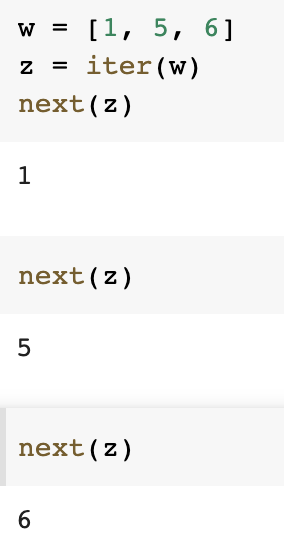 w = [1, 5, 6]
z = iter(w)
next(z)
1
next(z)
5
next(z)
6